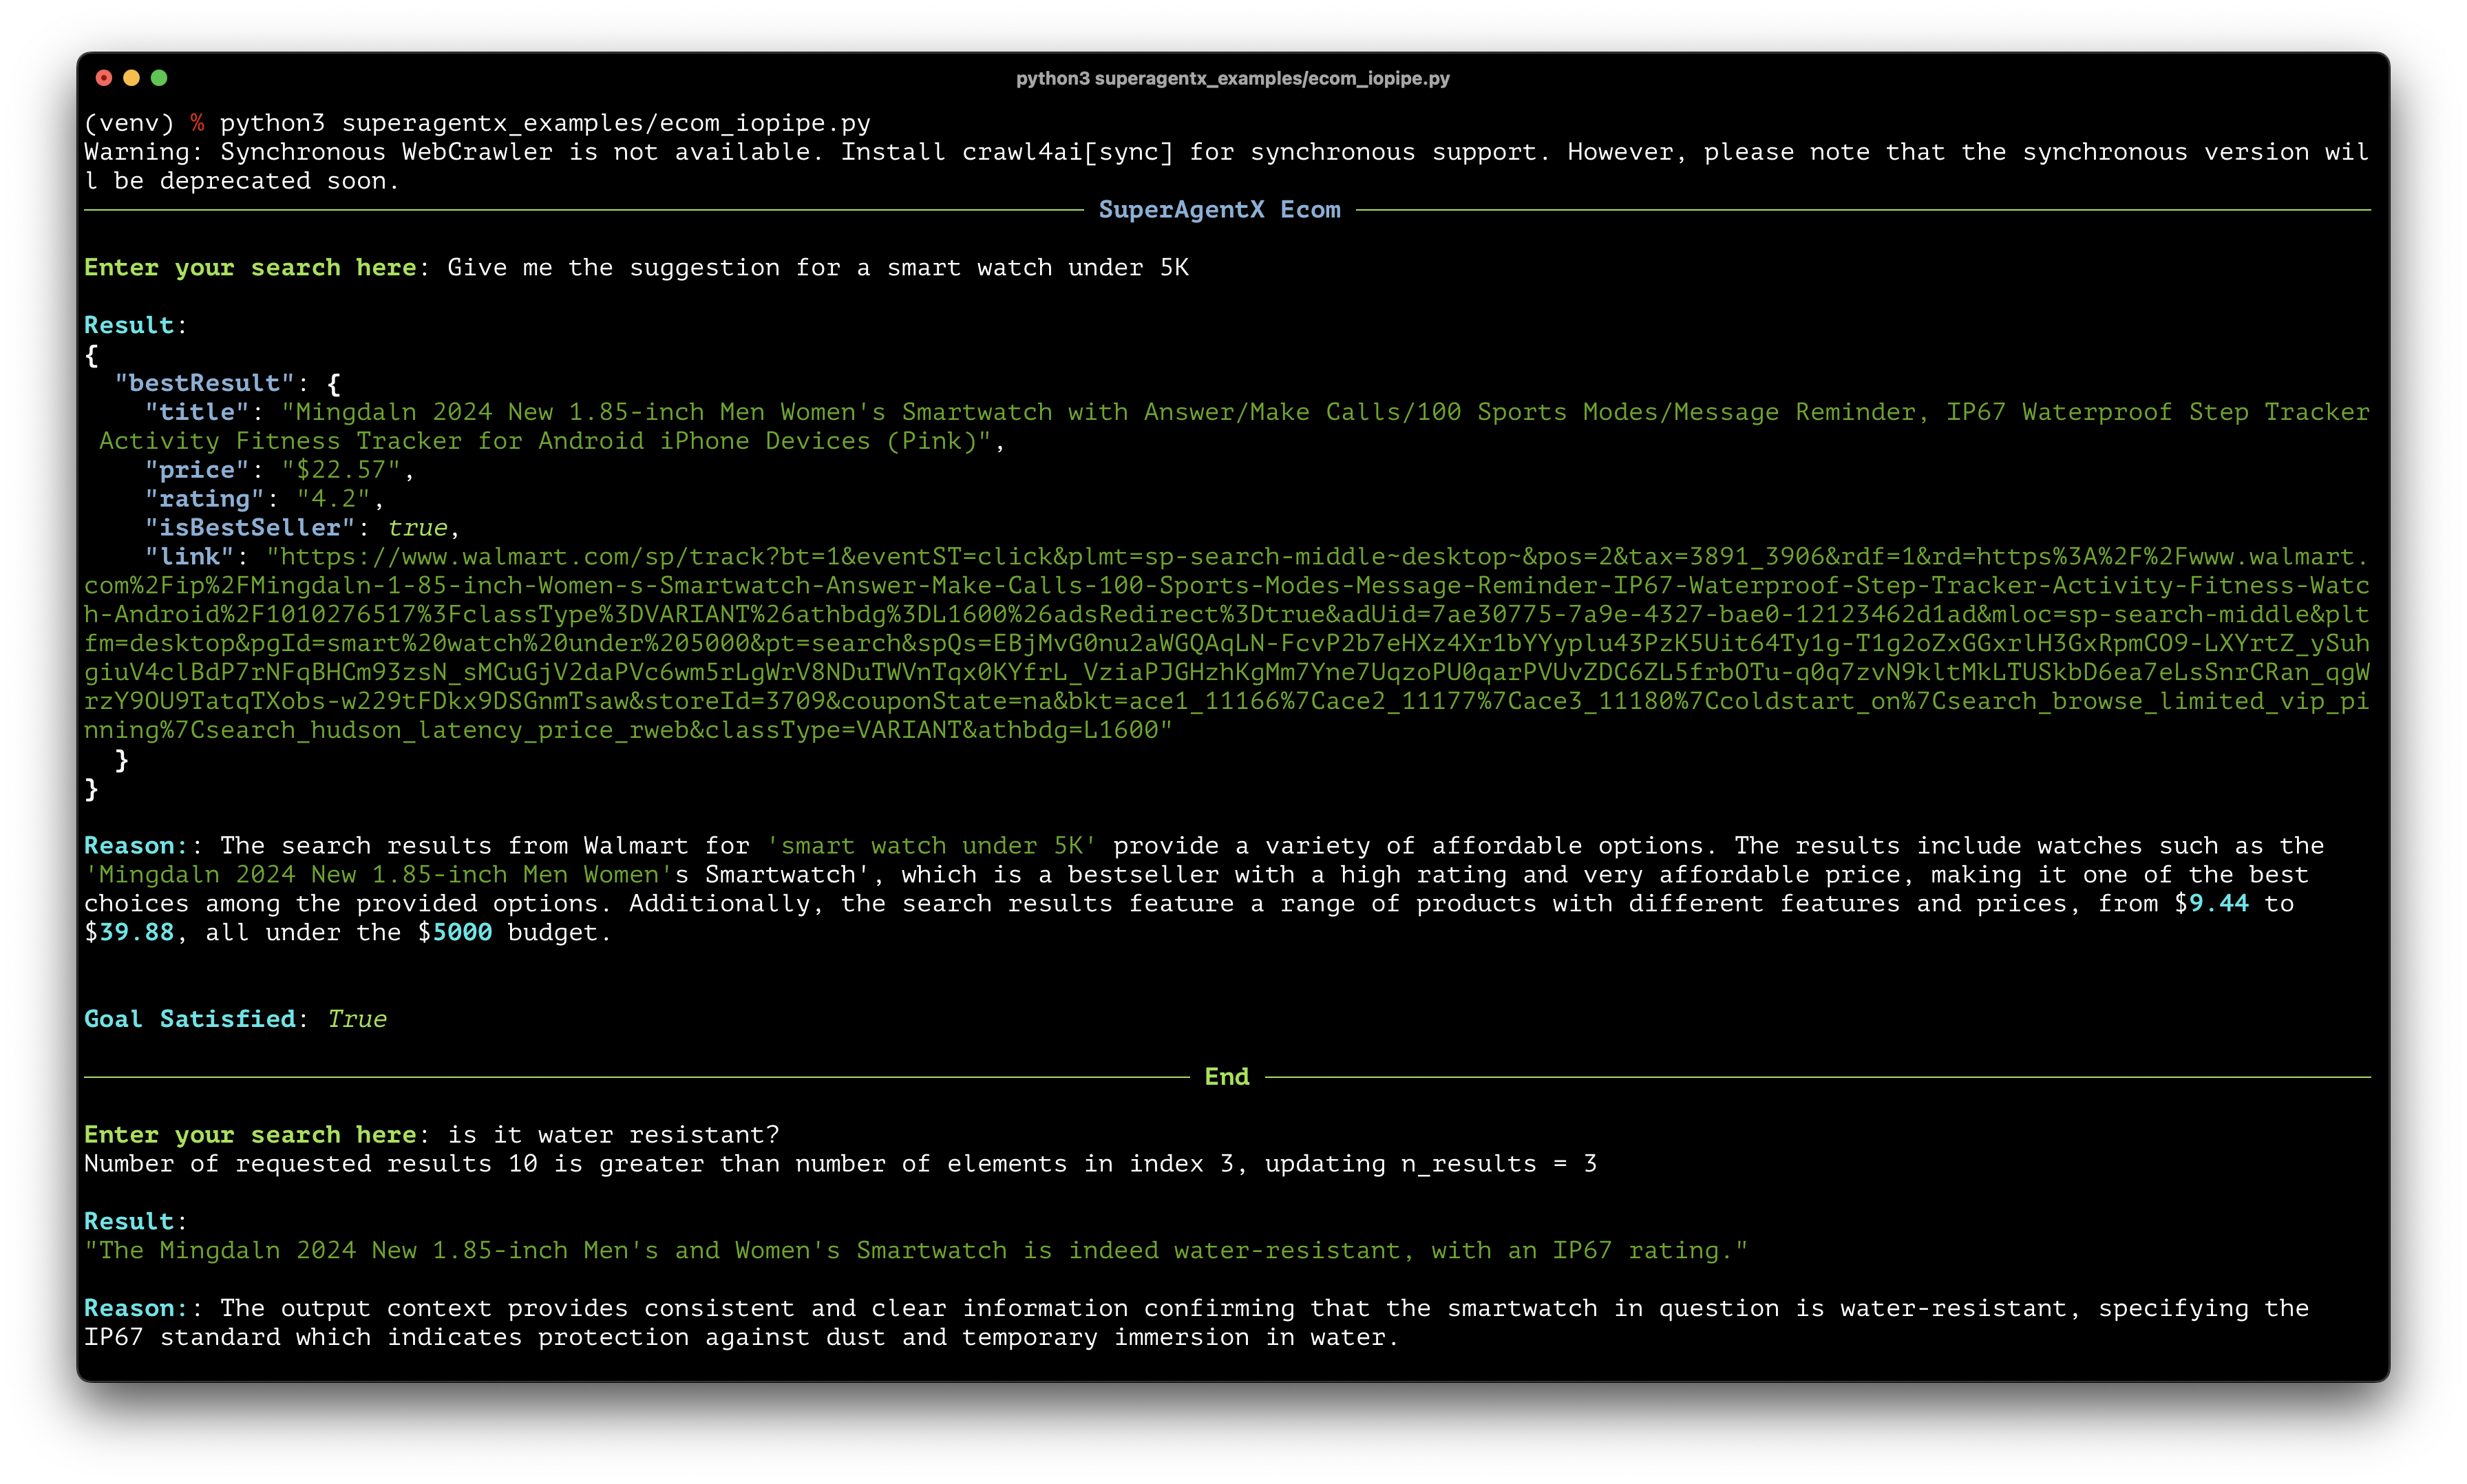 python3 superagentx_examples/ecom_iopipe.py
(venv) % python3 superagentx_examples/ecom_iopipe.py
Warning: Synchronous WebCrawler is not available. Install crawl4ai[sync] for synchronous support. However, please note that the synchronous version wil
l be deprecated soon.
SuperAgentX Ecom
Enter your search here: Give me the suggestion for a smart watch under 5K
Result:
{
"bestResult": {
"title": "Mingdaln 2024 New 1.85-inch Men Women's Smartwatch with Answer/Make Calls/100 Sports Modes/Message Reminder, IP67 Waterproof Step Tracker
Activity Fitness Tracker for Android iPhone Devices (Pink)",
"price": "$22.57",
"rating": "4.2",
"isBestSeller": true,
"link": "https://www.walmart.com/sp/track?bt=1&eventST=click&plmt=sp-search-middle~desktop~&pos=2&tax=3891_3906&rdf=1&rd=https%3A%2F%2Fwww.walmart.
com%2Fip%2FMingdaln-1-85-inch-Women-s-Smartwatch-Answer-Make-Calls-100-Sports-Modes-Message-Reminder-IP67-Waterproof-Step-Tracker-Activity-Fitness-Watc
h-Android%2F1010276517%3FclassType%3DVARIANT%26athbdg%3DL1600%26adsRedirect%3Dtrue&adUid=7ae30775-7a9e-4327-bae0-12123462d1ad&mloc=sp-search-middle&plt
fm=desktop&pgId=smart%20watch%20under%205000&pt=search&spQs=EBjMvG0nu2aWGQAqLN-FcvP2b7eHXz4Xr1bYYyplu43PzK5Uit64Ty1g-T1g2oZxGGxrlH3GxRpmCO9-LXYrtZ_ySuh
giuV4clBdP7rNFqBHCm93zsN_sMCuGjV2daPVc6wm5rLgWrV8NDuTWVnTqx0KYfrL_VziaPJGHzhKgMm7Yne7UqzoPU0qarPVUvZDC6ZL5frbOTu-q0q7zvN9kltMkLTUSkbD6ea7eLsSnrCRan_qgW
rzY9OU9TatqTXobs-w229tFDkx9DSGnmTsaw&storeId=3709&couponState=na&bkt=ace1_11166%7Cace2_11177%7Cace3_11180%7Ccoldstart_on%7Csearch_browse_limited_vip_pi
nning%7Csearch_hudson_latency_price_rweb&classType=VARIANT&athbdg=L1600"
}
}
Reason:: The search results from Walmart for 'smart watch under 5K' provide a variety of affordable options. The results include watches such as the
'Mingdaln 2024 New 1.85-inch Men Women's Smartwatch', which is a bestseller with a high rating and very affordable price, making it one of the best
choices among the provided options. Additionally, the search results feature a range of products with different features and prices, from $9.44 to
$39.88, all under the $5000 budget.
Goal Satisfied: True
End
Enter your search here: is it water resistant?
Number of requested results 10 is greater than number of elements in index 3, updating n_results = 3
Result:
"The Mingdaln 2024 New 1.85-inch Men's and Women's Smartwatch is indeed water-resistant, with an IP67 rating."
Reason:: The output context provides consistent and clear information confirming that the smartwatch in question is water-resistant, specifying the
IP67 standard which indicates protection against dust and temporary immersion in water.